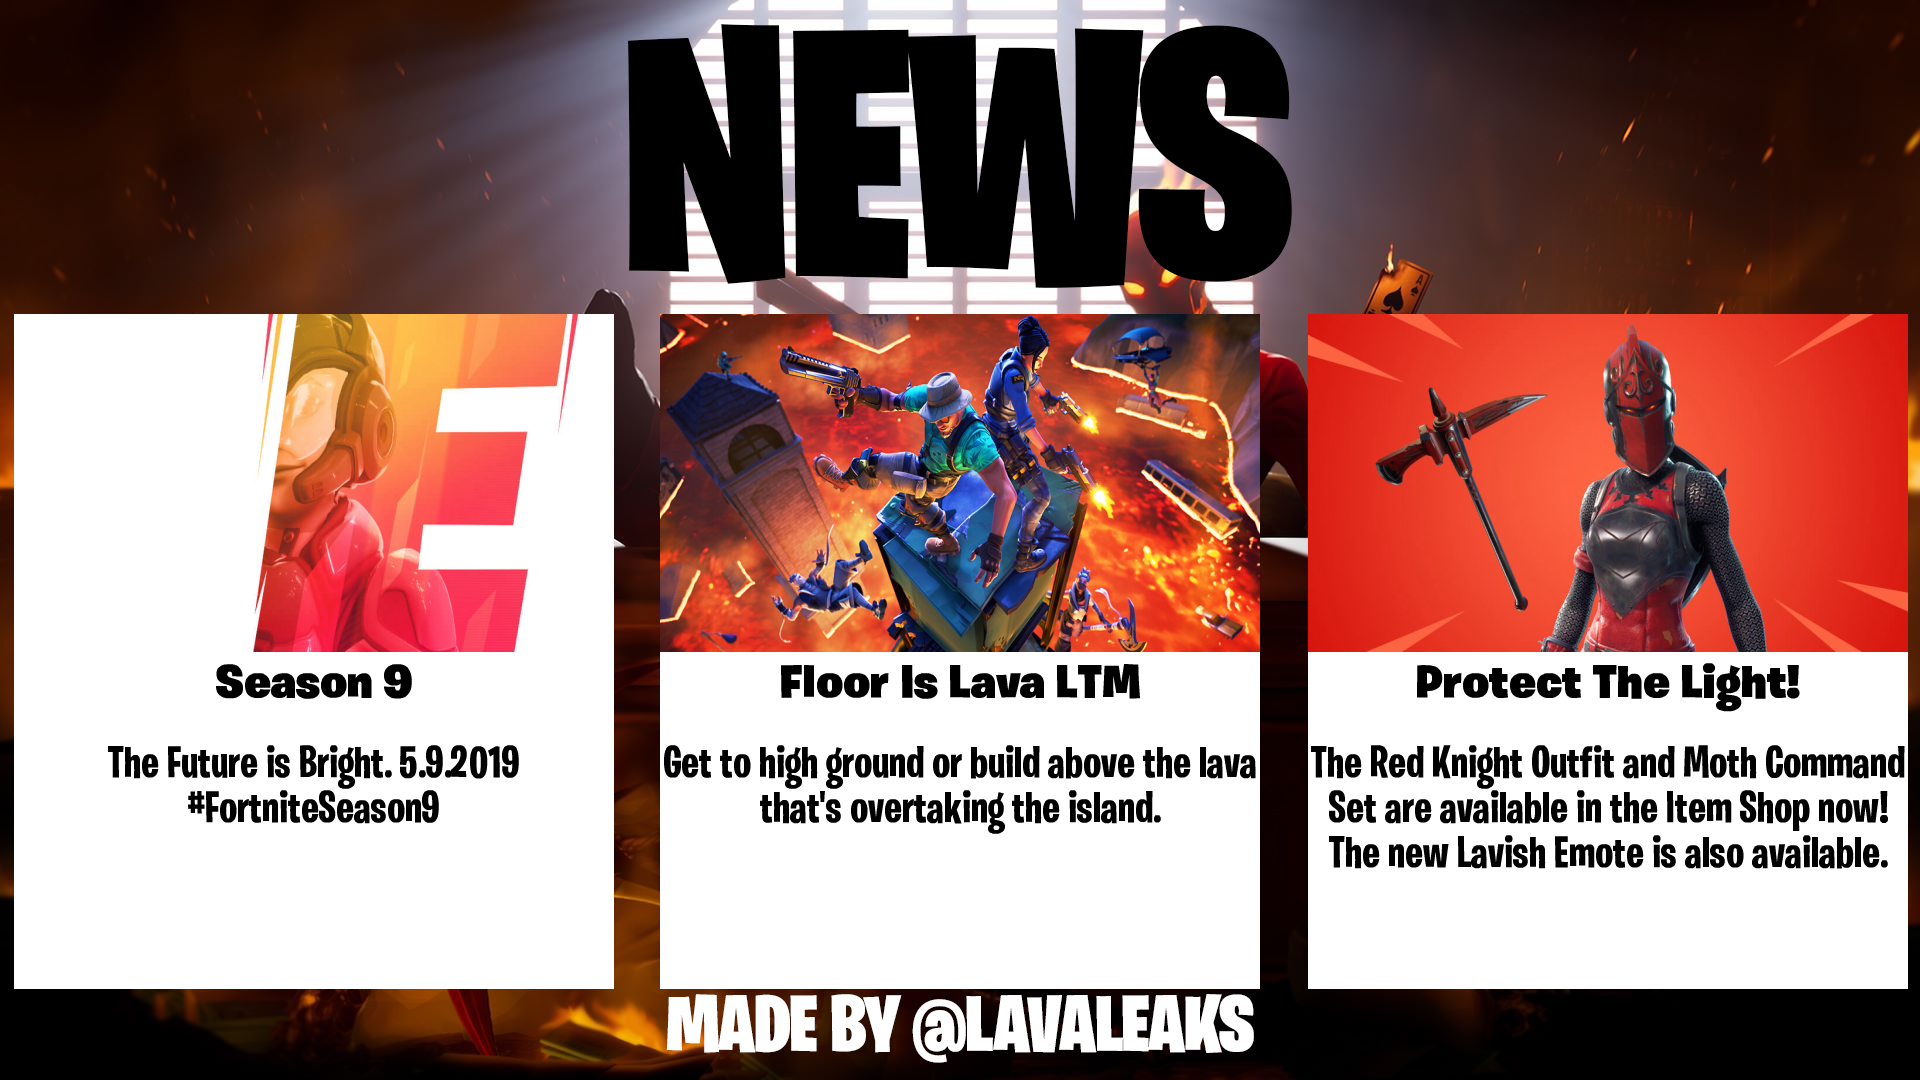 NEWS
E
Season 9
The Future is Bright. 5.9.2019
#FortniteSeason9
Floor Is Lava LTM
Get to high ground or build above the lava
that's overtaking the island.
Protect The Light!
The Red Knight Outfit and Moth Command
Set are available in the Item Shop now!
The new Lavish Emote is also available.
A
MADE BY @LAVALEAKS